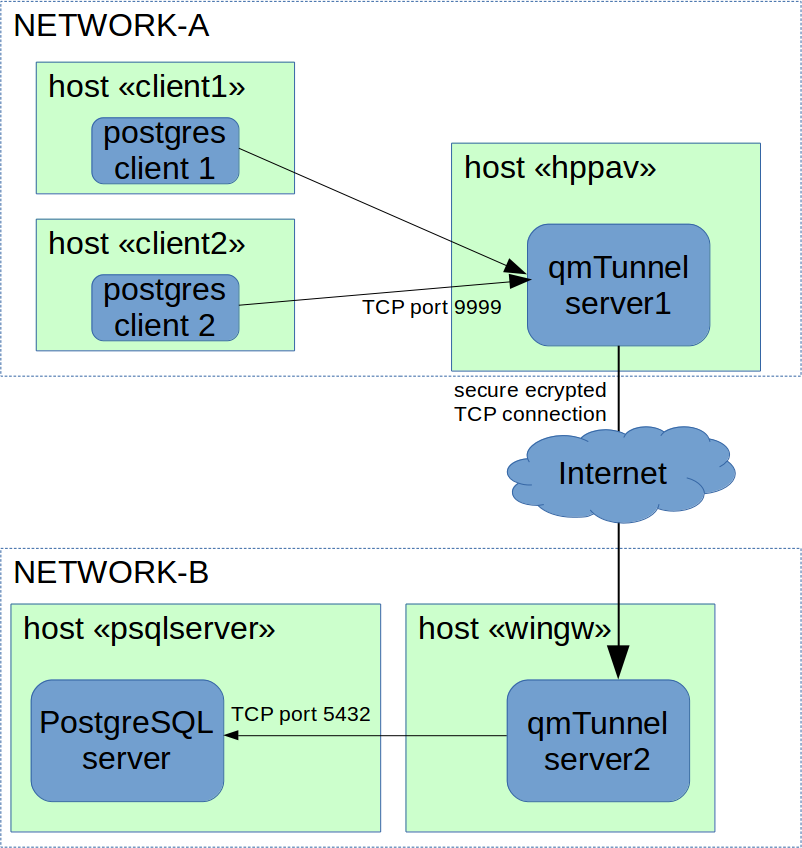 NETWORK-A
host «client1»
postgres
client 1
host «client2»
postgres
client 2
TCP port 9999
host «hppav»
qmTunnel
server1
secure ecrypted
TCP connection
Internet
NETWORK-B
host «psqlserver»
PostgreSQL
server
TCP port 5432
host «wingw»
qmTunnel
server2